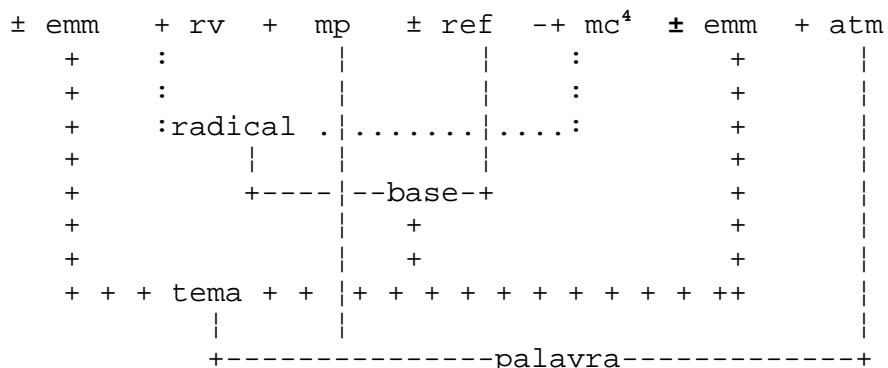 ± emm + rv + mp ± ref -+ mc⁴ ± emm + atm
+ : ¦ ¦ : + ¦
+ : ¦ ¦ : + ¦
+ :radical .¦.......¦....: + ¦
+ ¦ ¦ ¦ + ¦
+ +----¦--base-+ + ¦
+ ¦ + + ¦
+ ¦ + + ¦
+ + + tema + + ¦+ + + + + + + + + + ++ ¦
¦ ¦ ¦
+---------------palavra-------------+